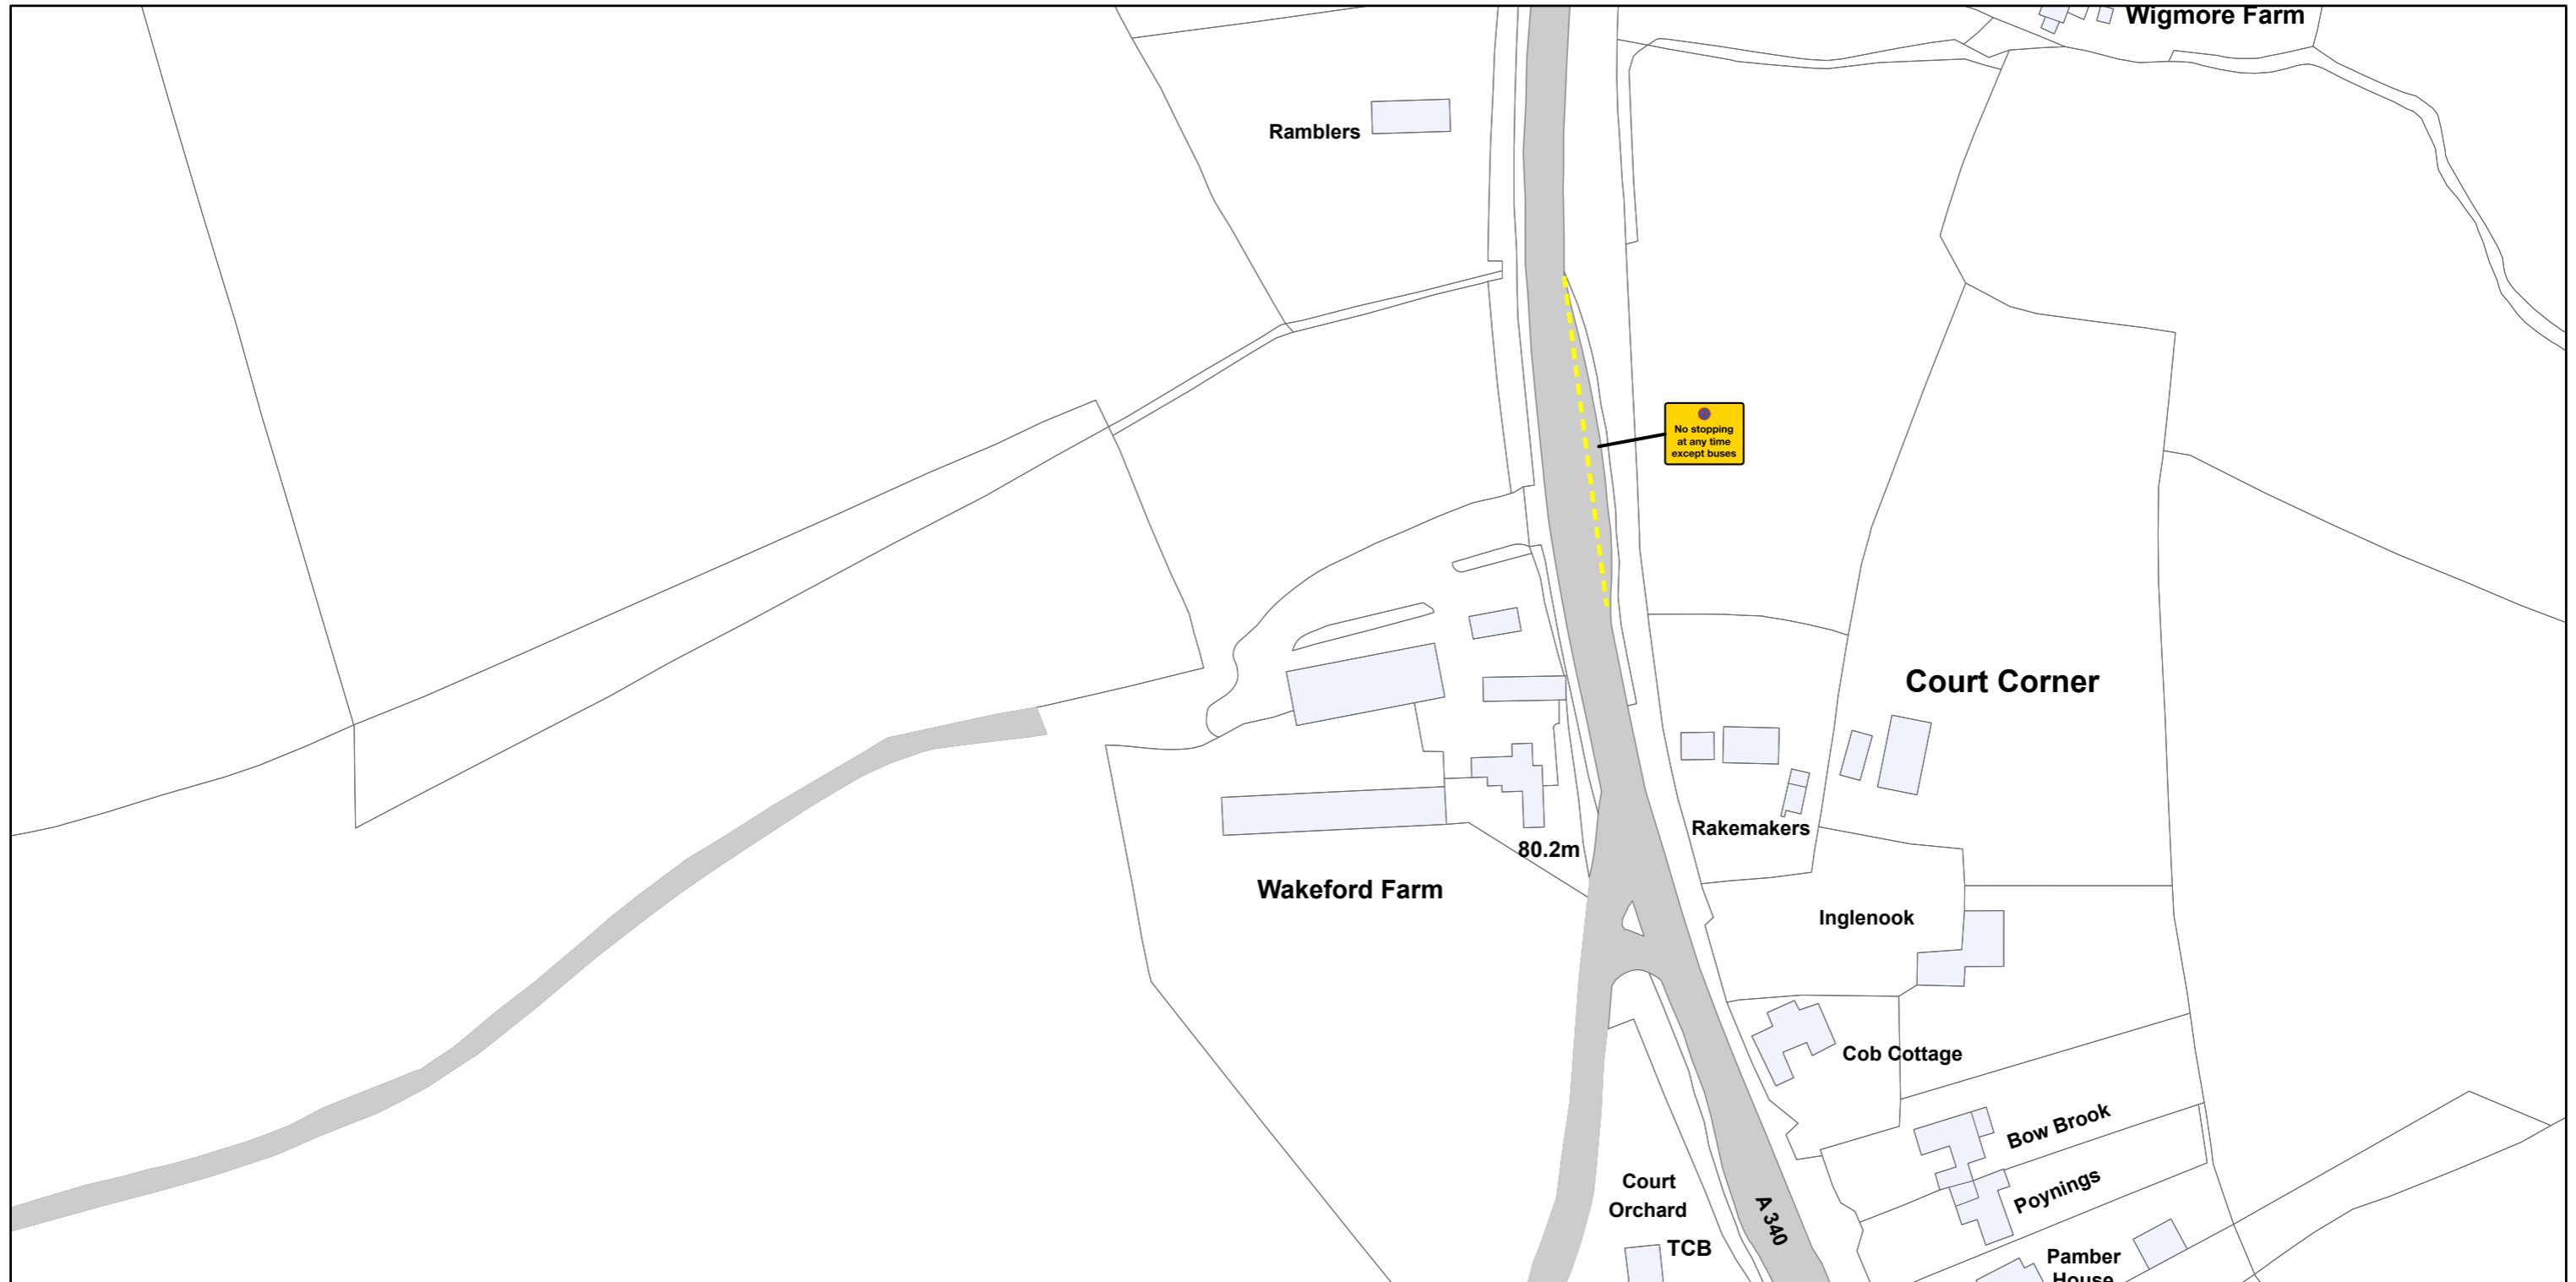 Wigmore Farm
Ramblers
No stopping
at any time
except buses
Court Corner
Rakemakers
80.2m
Wakeford Farm
Inglenook
Cob Cottage
Bow Brook
Poynings
Court
Orchard
A 340
TCB
Pamber
House